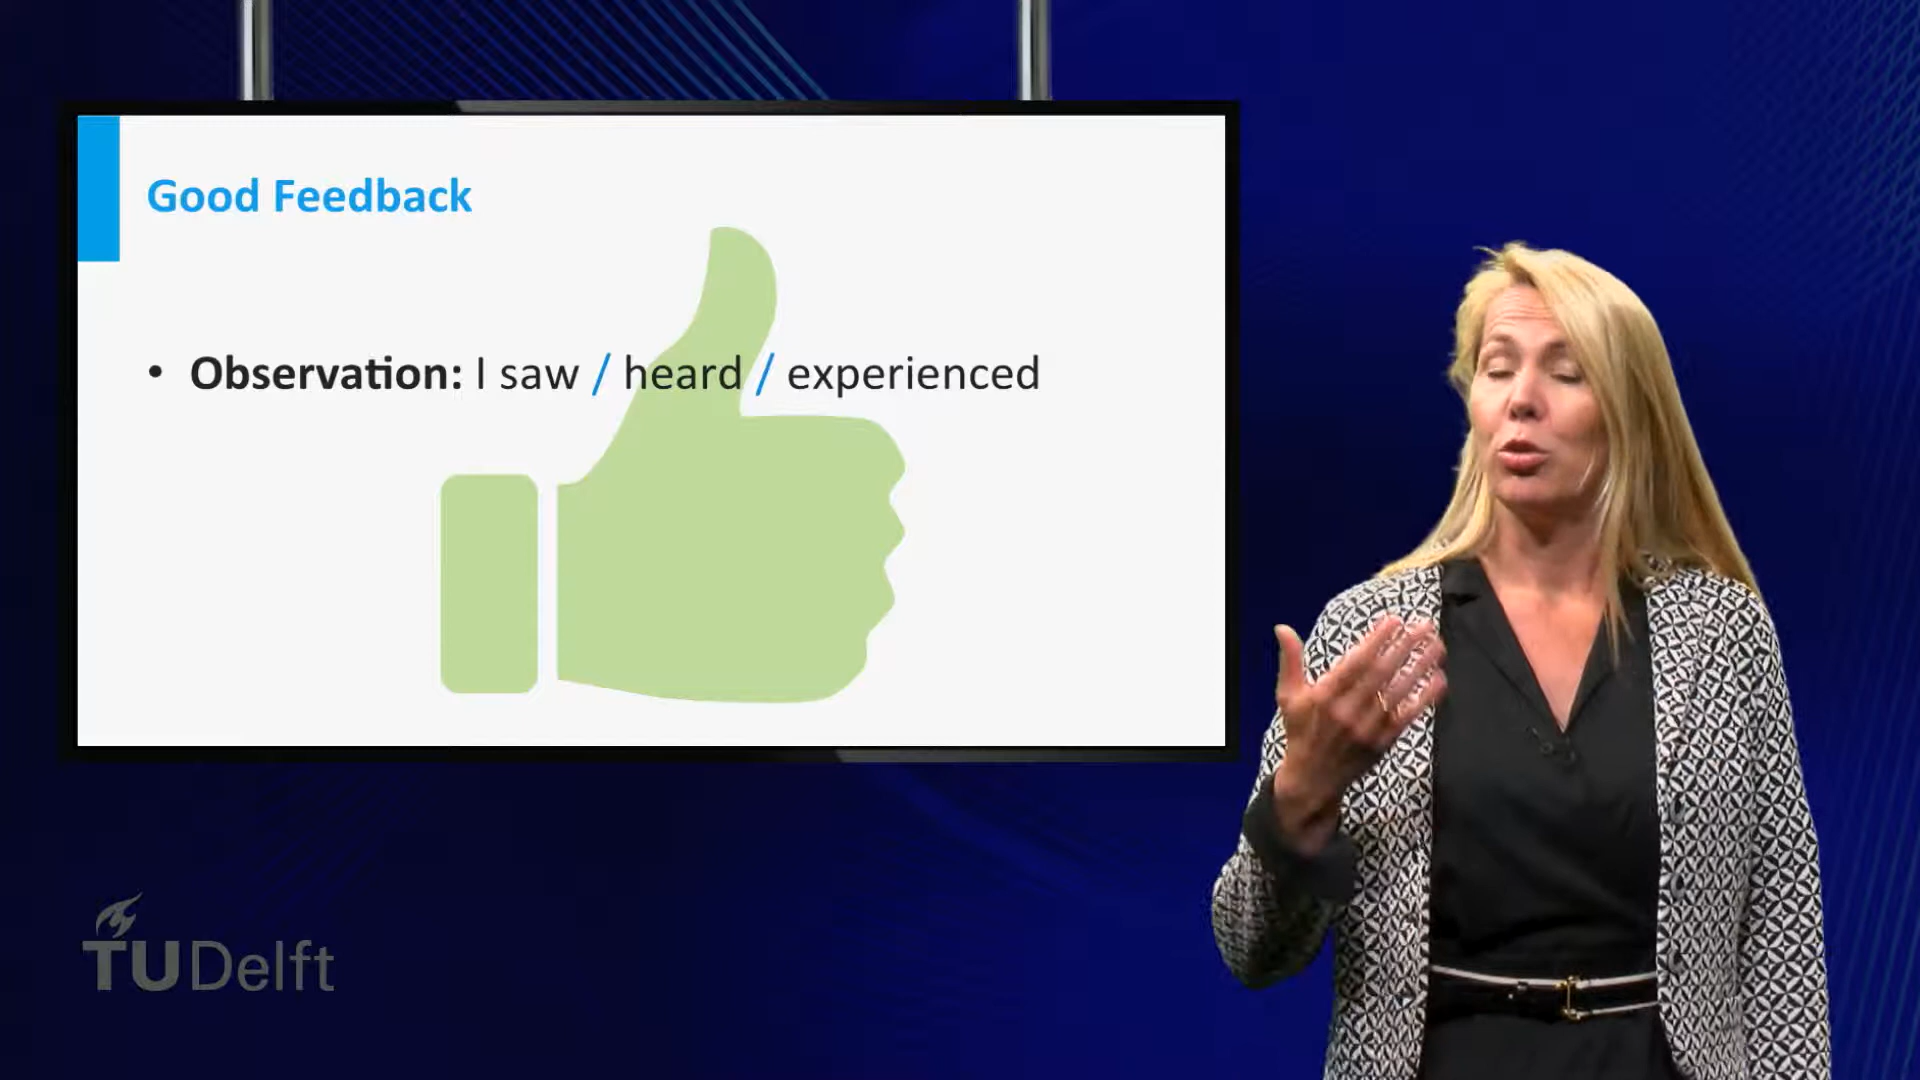 Good Feedback
• Observation: I saw / heard / experienced
TUDelft